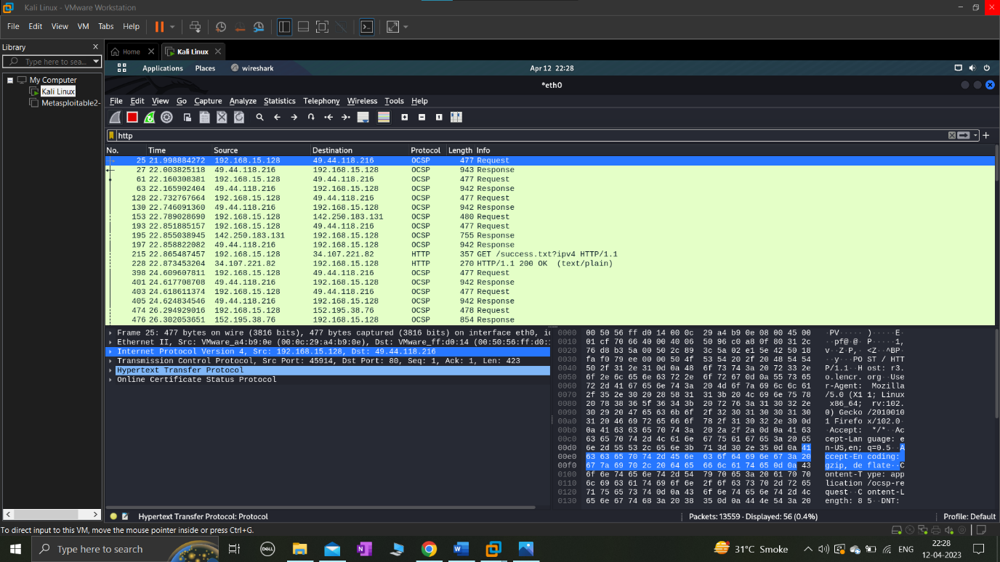 Kali Linux - VMware Workstation
File Edit View VM Tabs Help
Library
Type here to sea...
My Computer
Kali Linux
Metasploitable2-
Home
Kali Linux
Applications Places wireshark
Apr 12 22:28
*eth0
File Edit View Go Capture Analyze Statistics Telephony Wireless Tools Help
http
No. Time Source Destination Protocol Length Info
25 21.998884272 192.168.15.128 49.44.118.216 OCSP 477 Request
27 22.003825118 49.44.118.216 192.168.15.128 OCSP 943 Response
61 22.160308381 192.168.15.128 49.44.118.216 OCSP 477 Request
63 22.165902404 49.44.118.216 192.168.15.128 OCSP 942 Response
128 22.732767664 192.168.15.128 49.44.118.216 OCSP 477 Request
130 22.746091360 49.44.118.216 192.168.15.128 OCSP 942 Response
153 22.789028690 192.168.15.128 142.250.183.131 OCSP 480 Request
193 22.851885157 192.168.15.128 49.44.118.216 OCSP 477 Request
195 22.855038945 142.250.183.131 192.168.15.128 OCSP 755 Response
197 22.858822082 49.44.118.216 192.168.15.128 OCSP 942 Response
215 22.865487457 192.168.15.128 34.107.221.82 HTTP 357 GET /success.txt?ipv4 HTTP/1.1
228 22.873453204 34.107.221.82 192.168.15.128 HTTP 270 HTTP/1.1 200 OK (text/plain)
398 24.609607811 192.168.15.128 49.44.118.216 OCSP 477 Request
401 24.617708708 49.44.118.216 192.168.15.128 OCSP 942 Response
403 24.618611374 192.168.15.128 49.44.118.216 OCSP 477 Request
405 24.624834546 49.44.118.216 192.168.15.128 OCSP 942 Response
474 26.294929016 192.168.15.128 152.195.38.76 OCSP 478 Request
476 26.302053651 152.195.38.76 192.168.15.128 OCSP 854 Response
Frame 25: 477 bytes on wire (3816 bits), 477 bytes captured (3816 bits) on interface eth0, i
Ethernet II, Src: VMware_a4:b9:0e (00:0c:29:a4:b9:0e), Dst: VMware_ff:d0:14 (00:50:56:ff:d0:
Internet Protocol Version 4, Src: 192.168.15.128, Dst: 49.44.118.216
Transmission Control Protocol, Src Port: 45914, Dst Port: 80, Seq: 1, Ack: 1, Len: 423
Hypertext Transfer Protocol
Online Certificate Status Protocol
0000 00 50 56 ff d0 14 00 0c 29 a4 b9 0e 08 00 45 00 ·PV·····)·····E·
0010 01 cf 70 66 40 00 40 06 50 96 c0 a8 0f 80 31 2c ··pf@·@·P·····1,
0020 76 d8 b3 5a 00 50 2c 89 3c 5a 02 e1 5e 42 50 18 v··Z·P,·<Z··^BP·
0030 fa f0 79 ee 00 00 50 4f 53 54 20 2f 20 48 54 54 ··y···POST / HTT
0040 50 2f 31 2e 31 0d 0a 48 6f 73 74 3a 20 72 33 2e P/1.1··Host: r3.
0050 6f 2e 6c 65 6e 63 72 2e 6f 72 67 0d 0a 55 73 65 o.lencr.org··Use
0060 72 2d 41 67 65 6e 74 3a 20 4d 6f 7a 69 6c 6c 61 r-Agent: Mozilla
0070 2f 35 2e 30 20 28 58 31 31 3b 20 4c 69 6e 75 78 /5.0 (X11; Linux
0080 20 78 38 36 5f 36 34 3b 20 72 76 3a 31 30 32 2e x86_64; rv:102.
0090 30 29 20 47 65 63 6b 6f 2f 32 30 31 30 30 31 30 0) Gecko/2010010
00a0 31 20 46 69 72 65 66 6f 78 2f 31 30 32 2e 30 0d 1 Firefox/102.0·
00b0 0a 41 63 63 65 70 74 3a 20 2a 2f 2a 0d 0a 41 63 ·Accept: */*··Ac
00c0 63 65 70 74 2d 4c 61 6e 67 75 61 67 65 3a 20 65 cept-Language: e
00d0 6e 2d 55 53 2c 65 6e 3b 71 3d 30 2e 35 0d 0a 41 n-US,en;q=0.5··A
00e0 63 63 65 70 74 2d 45 6e 63 6f 64 69 6e 67 3a 20 ccept-Encoding:
00f0 67 7a 69 70 2c 20 64 65 66 6c 61 74 65 0d 0a 43 gzip, deflate··C
0100 6f 6e 74 65 6e 74 2d 54 79 70 65 3a 20 61 70 70 ontent-Type: app
0110 6c 69 63 61 74 69 6f 6e 2f 6f 63 73 70 2d 72 65 lication/ocsp-re
0120 71 75 65 73 74 0d 0a 43 6f 6e 74 65 6e 74 2d 4c quest··Content-L
0130 65 6e 67 74 68 3a 20 38 35 0d 0a 44 4e 54 3a 20 ength: 85··DNT:
Hypertext Transfer Protocol: Protocol
Packets: 13559 · Displayed: 56 (0.4%)
Profile: Default
To direct input to this VM, move the mouse pointer inside or press Ctrl+G.
Type here to search
DELL
31°C Smoke
ENG
22:28
12-04-2023